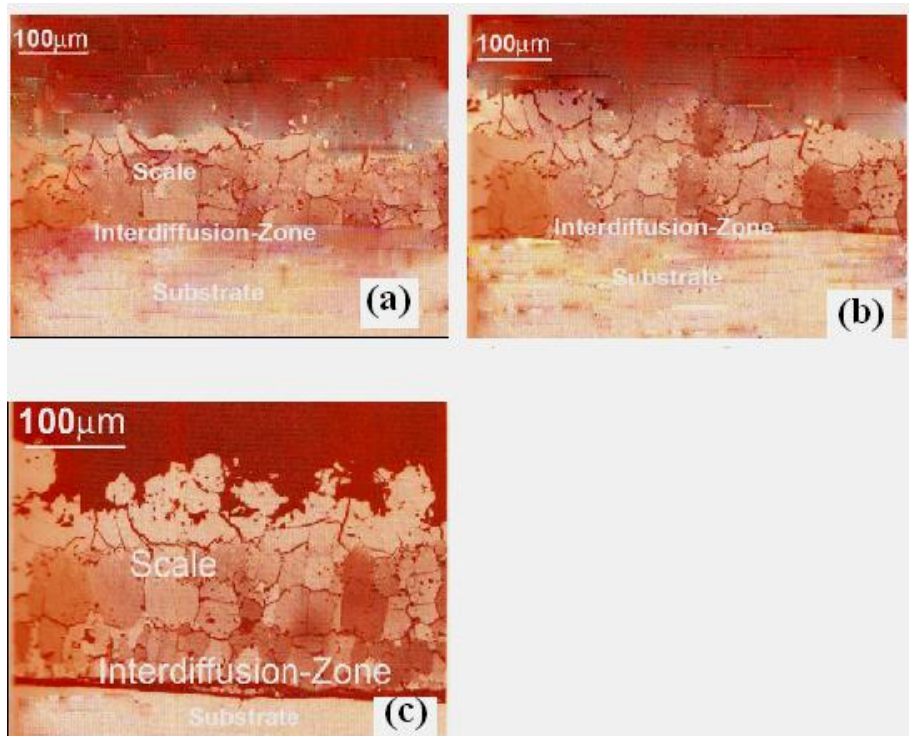 100μm
Scale
Interdiffusion-Zone
Substrate
(a)
100μm
Interdiffusion-Zone
Substrate
(b)
100μm
Scale
Interdiffusion-Zone
Substrate
(c)